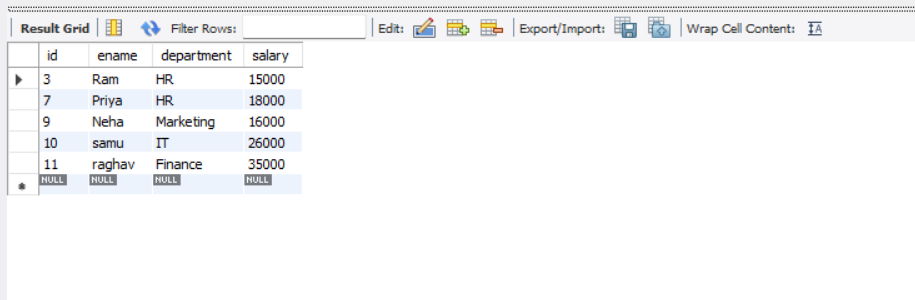 Result Grid Filter Rows: Edit: Export/Import: Wrap Cell Content: IA
id ename department salary
3 Ram HR 15000
7 Priya HR 18000
9 Neha Marketing 16000
10 samu IT 26000
11 raghav Finance 35000
NULL NULL NULL NULL